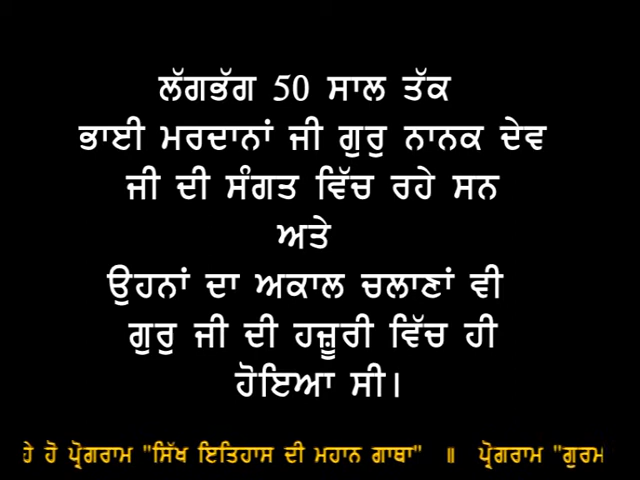 ਲੱਗਭੱਗ 50 ਸਾਲ ਤੱਕ
ਭਾਈ ਮਰਦਾਨਾਂ ਜੀ ਗੁਰੁ ਨਾਨਕ ਦੇਵ
ਜੀ ਦੀ ਸੰਗਤ ਵਿੱਚ ਰਹੇ ਸਨ
ਅਤੇ
ਉਹਨਾਂ ਦਾ ਅਕਾਲ ਚਲਾਣਾਂ ਵੀ
ਗੁਰੁ ਜੀ ਦੀ ਹਜ਼ੂਰੀ ਵਿੱਚ ਹੀ
ਹੋਇਆ ਸੀ।
ਹੋ ਪ੍ਰੋਗਰਾਮ "ਸਿੱਖ ਇਤਿਹਾਸ ਦੀ ਮਹਾਨ ਗਾਥਾ" ॥ ਪ੍ਰੋਗਰਾਮ